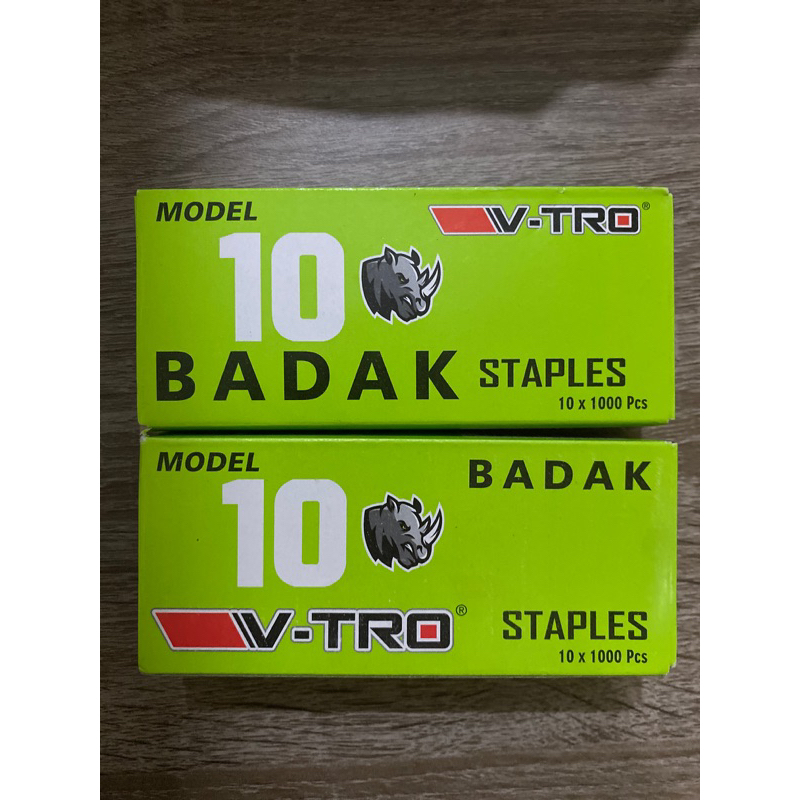 MODEL
V-TRO®
10
BADAK STAPLES
10 x 1000 Pcs
MODEL
BADAK
10
V-TRO®
STAPLES
10 x 1000 Pcs